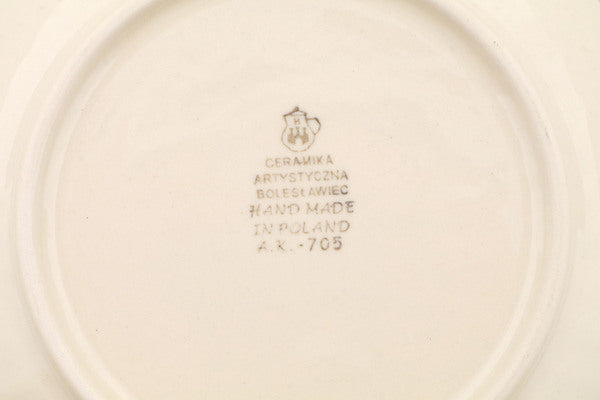 B
CERAMIKA
ARTYSTYCZNA
BOLESŁAWIEC
HAND MADE
IN POLAND
A.K.-705